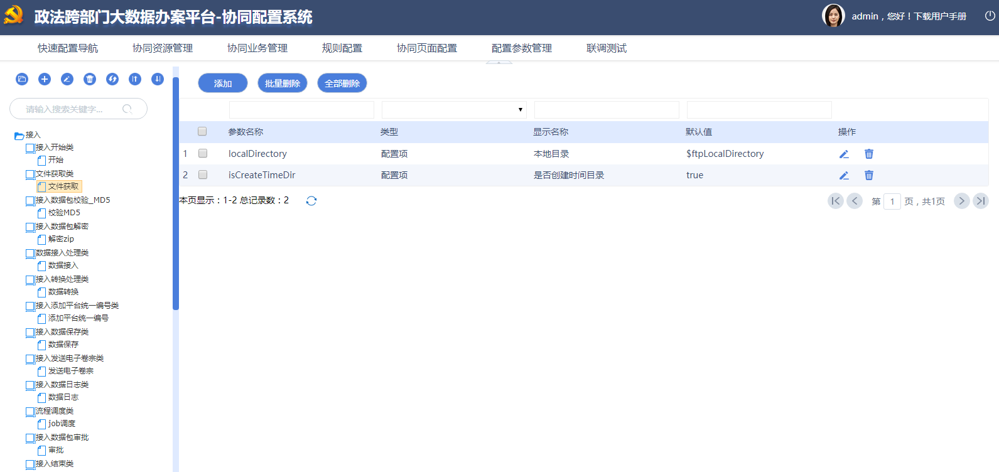 政法跨部门大数据办案平台-协同配置系统
admin，您好！下载用户手册
快速配置导航 协同资源管理 协同业务管理 规则配置 协同页面配置 配置参数管理 联调测试
添加 批量删除 全部删除
请输入搜索关键字...
接入
接入开始类
开始
文件获取类
文件获取
接入数据包校验_MD5
校验MD5
接入数据包解密
解密zip
数据接入处理类
数据接入
接入转换处理类
数据转换
接入添加平台统一编号类
添加平台统一编号
接入数据保存类
数据保存
接入发送电子卷宗类
发送电子卷宗
接入数据日志类
数据日志
流程调度类
job调度
接入数据包审批
审批
接入结束类
参数名称 类型 显示名称 默认值 操作
1 localDirectory 配置项 本地目录 $ftpLocalDirectory
2 isCreateTimeDir 配置项 是否创建时间目录 true
本页显示：1-2 总记录数：2
第 1 页，共1页